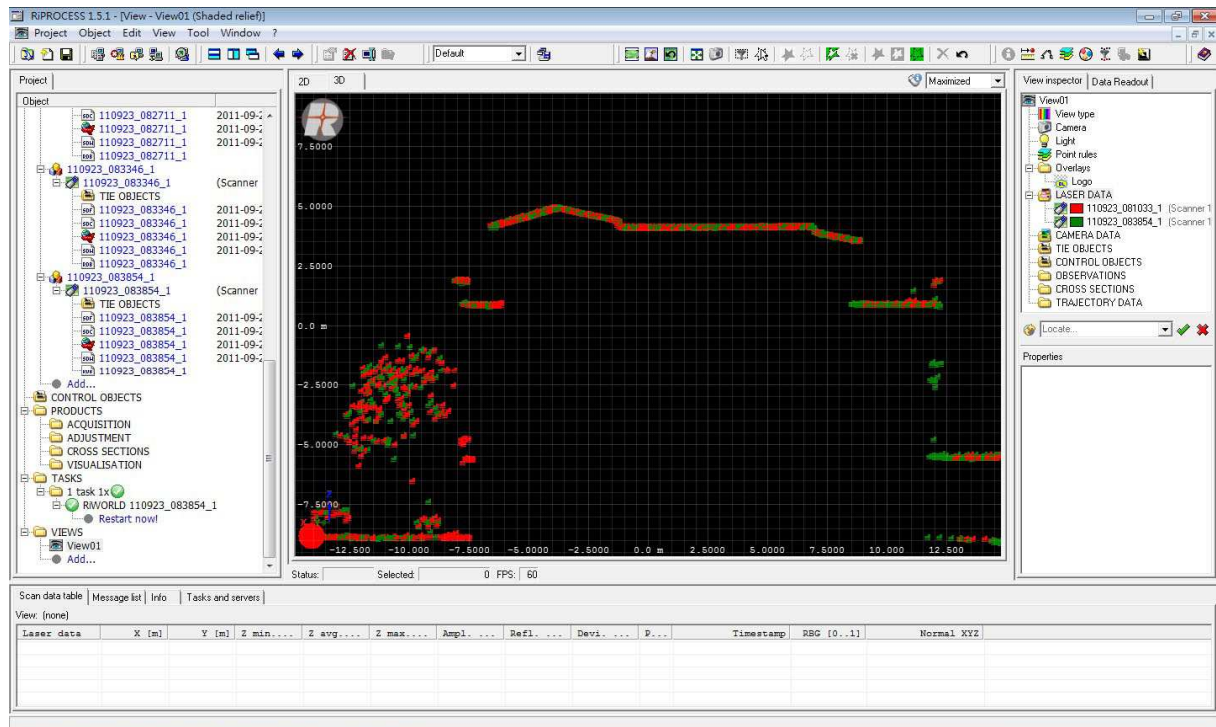 RiPROCESS 1.5.1 - [View - View01 (Shaded relief)]
Project Object Edit View Tool Window ?
Default
Project
Object
110923_082711_1 2011-09-2
110923_082711_1 2011-09-2
110923_082711_1 2011-09-2
110923_082711_1
110923_083346_1
110923_083346_1 (Scanner
TIE OBJECTS
110923_083346_1 2011-09-2
110923_083346_1 2011-09-2
110923_083346_1 2011-09-2
110923_083346_1 2011-09-2
110923_083346_1
110923_083854_1
110923_083854_1 (Scanner
TIE OBJECTS
110923_083854_1 2011-09-2
110923_083854_1 2011-09-2
110923_083854_1 2011-09-2
110923_083854_1 2011-09-2
110923_083854_1
Add...
CONTROL OBJECTS
PRODUCTS
ACQUISITION
ADJUSTMENT
CROSS SECTIONS
VISUALISATION
TASKS
1 task 1x
RiWORLD 110923_083854_1
Restart now!
VIEWS
View01
Add...
2D 3D
Maximized
7.5000
5.0000
2.5000
0.0 m
-2.5000
-5.0000
-7.5000
Z
X
-12.500 -10.000 -7.5000 -5.0000 -2.5000 0.0 m 2.5000 5.0000 7.5000 10.000 12.500
Status: Selected: 0 FPS: 60
View inspector Data Readout
View01
View type
Camera
Light
Point rules
Overlays
Logo
LASER DATA
110923_081033_1 (Scanner 1
110923_083854_1 (Scanner 1
CAMERA DATA
TIE OBJECTS
CONTROL OBJECTS
OBSERVATIONS
CROSS SECTIONS
TRAJECTORY DATA
Locate...
Properties
Scan data table Message list Info Tasks and servers
View: (none)
Laser data X [m] Y [m] Z min.... Z avg.... Z max.... Ampl. ... Refl. ... Devi. ... P... Timestamp RBG [0..1] Normal XYZ